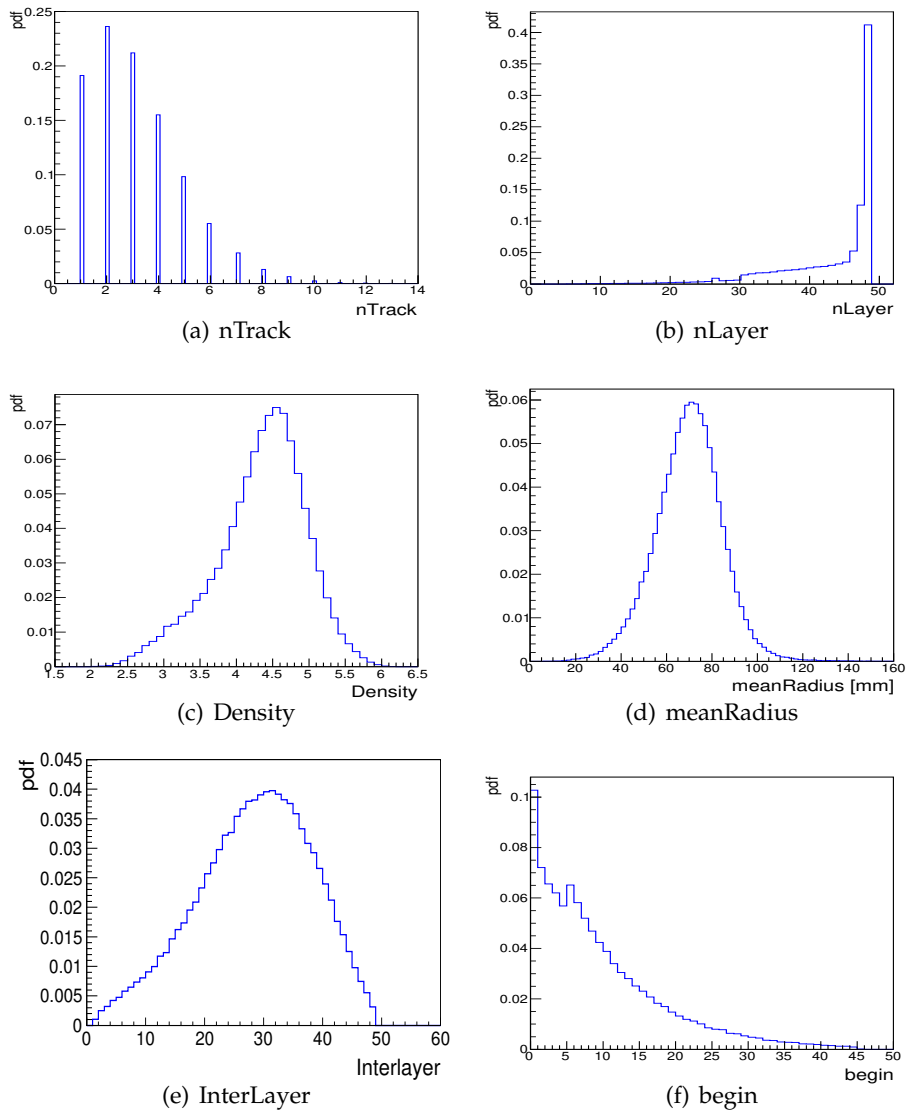 pdf
0.25
0.2
0.15
0.1
0.05
0
0 2 4 6 8 10 12 14
nTrack
(a) nTrack
pdf
0.4
0.35
0.3
0.25
0.2
0.15
0.1
0.05
0
0 10 20 30 40 50
nLayer
(b) nLayer
pdf
0.07
0.06
0.05
0.04
0.03
0.02
0.01
0
1.5 2 2.5 3 3.5 4 4.5 5 5.5 6 6.5
Density
(c) Density
pdf
0.06
0.05
0.04
0.03
0.02
0.01
0
0 20 40 60 80 100 120 140 160
meanRadius [mm]
(d) meanRadius
pdf
0.045
0.04
0.035
0.03
0.025
0.02
0.015
0.01
0.005
0
0 10 20 30 40 50 60
Interlayer
(e) InterLayer
pdf
0.1
0.08
0.06
0.04
0.02
0
0 5 10 15 20 25 30 35 40 45 50
begin
(f) begin